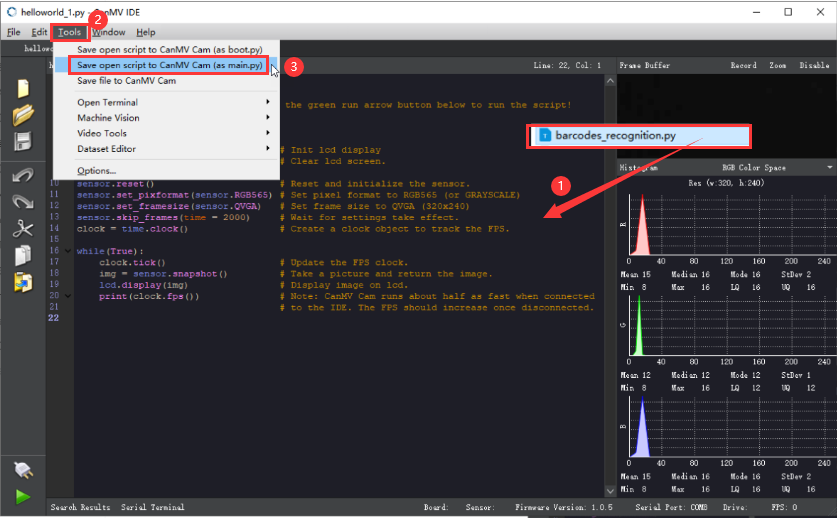 helloworld_1.py - CanMV IDE
File Edit Tools Window Help
2
Save open script to CanMV Cam (as boot.py)
Save open script to CanMV Cam (as main.py)
3
Save file to CanMV Cam
Open Terminal
Machine Vision
Video Tools
Dataset Editor
Options...
Line: 22, Col: 1
Frame Buffer Record Zoom Disable
the green run arrow button below to run the script!
barcodes_recognition.py
1
# Init lcd display
# Clear lcd screen.
10 sensor.reset() # Reset and initialize the sensor.
11 sensor.set_pixformat(sensor.RGB565) # Set pixel format to RGB565 (or GRAYSCALE)
12 sensor.set_framesize(sensor.QVGA) # Set frame size to QVGA (320x240)
13 sensor.skip_frames(time = 2000) # Wait for settings take effect.
14 clock = time.clock() # Create a clock object to track the FPS.
15
16 while(True):
17 clock.tick() # Update the FPS clock.
18 img = sensor.snapshot() # Take a picture and return the image.
19 lcd.display(img) # Display image on lcd.
20 print(clock.fps()) # Note: CanMV Cam runs about half as fast when connected
21 # to the IDE. The FPS should increase once disconnected.
22
Histogram RGB Color Space
Res (w:320, h:240)
R
0 40 80 120 160 200 240
Mean 15 Median 16 Mode 16 StDev 2
Min 8 Max 16 LQ 16 UQ 16
G
0 40 80 120 160 200 240
Mean 12 Median 12 Mode 12 StDev 1
Min 8 Max 16 LQ 12 UQ 12
B
0 40 80 120 160 200 240
Mean 15 Median 16 Mode 16 StDev 2
Min 8 Max 16 LQ 16 UQ 16
Search Results Serial Terminal Board: Sensor: Firmware Version: 1.0.5 Serial Port: COM8 Drive: FPS: 0